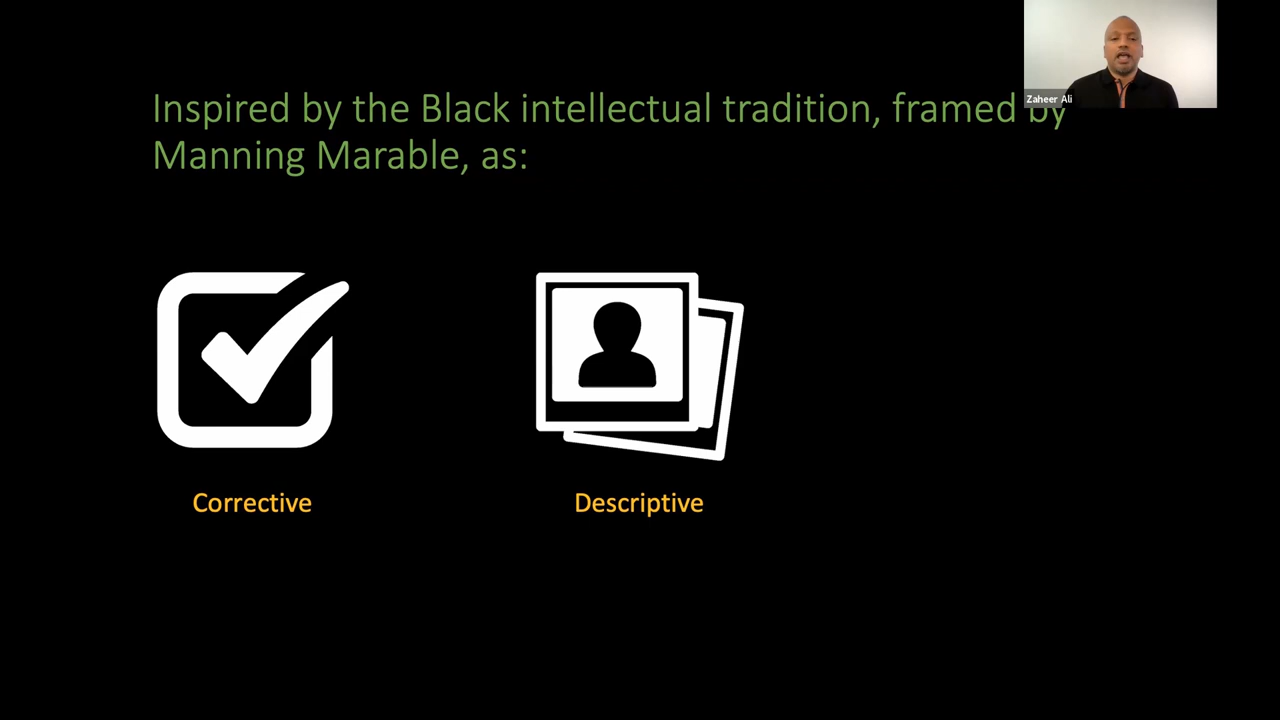 Inspired by the Black intellectual tradition, framed by
Manning Marable, as:
Zaheer Ali
Corrective
Descriptive